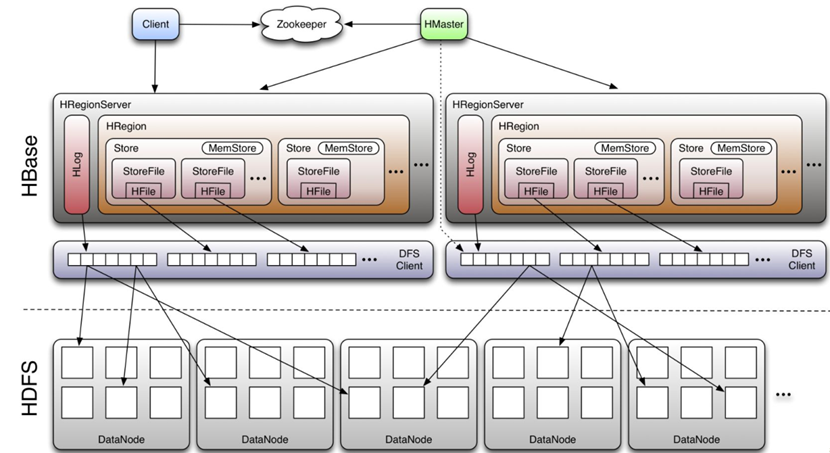 Client
Zookeeper
HMaster
HBase
HRegionServer
HLog
HRegion
Store
MemStore
StoreFile
HFile
StoreFile
HFile
...
Store
MemStore
StoreFile
HFile
...
...
HRegionServer
HLog
HRegion
Store
MemStore
StoreFile
HFile
StoreFile
HFile
...
Store
MemStore
StoreFile
HFile
...
...
...
DFS
Client
...
DFS
Client
HDFS
DataNode
DataNode
DataNode
DataNode
DataNode
...